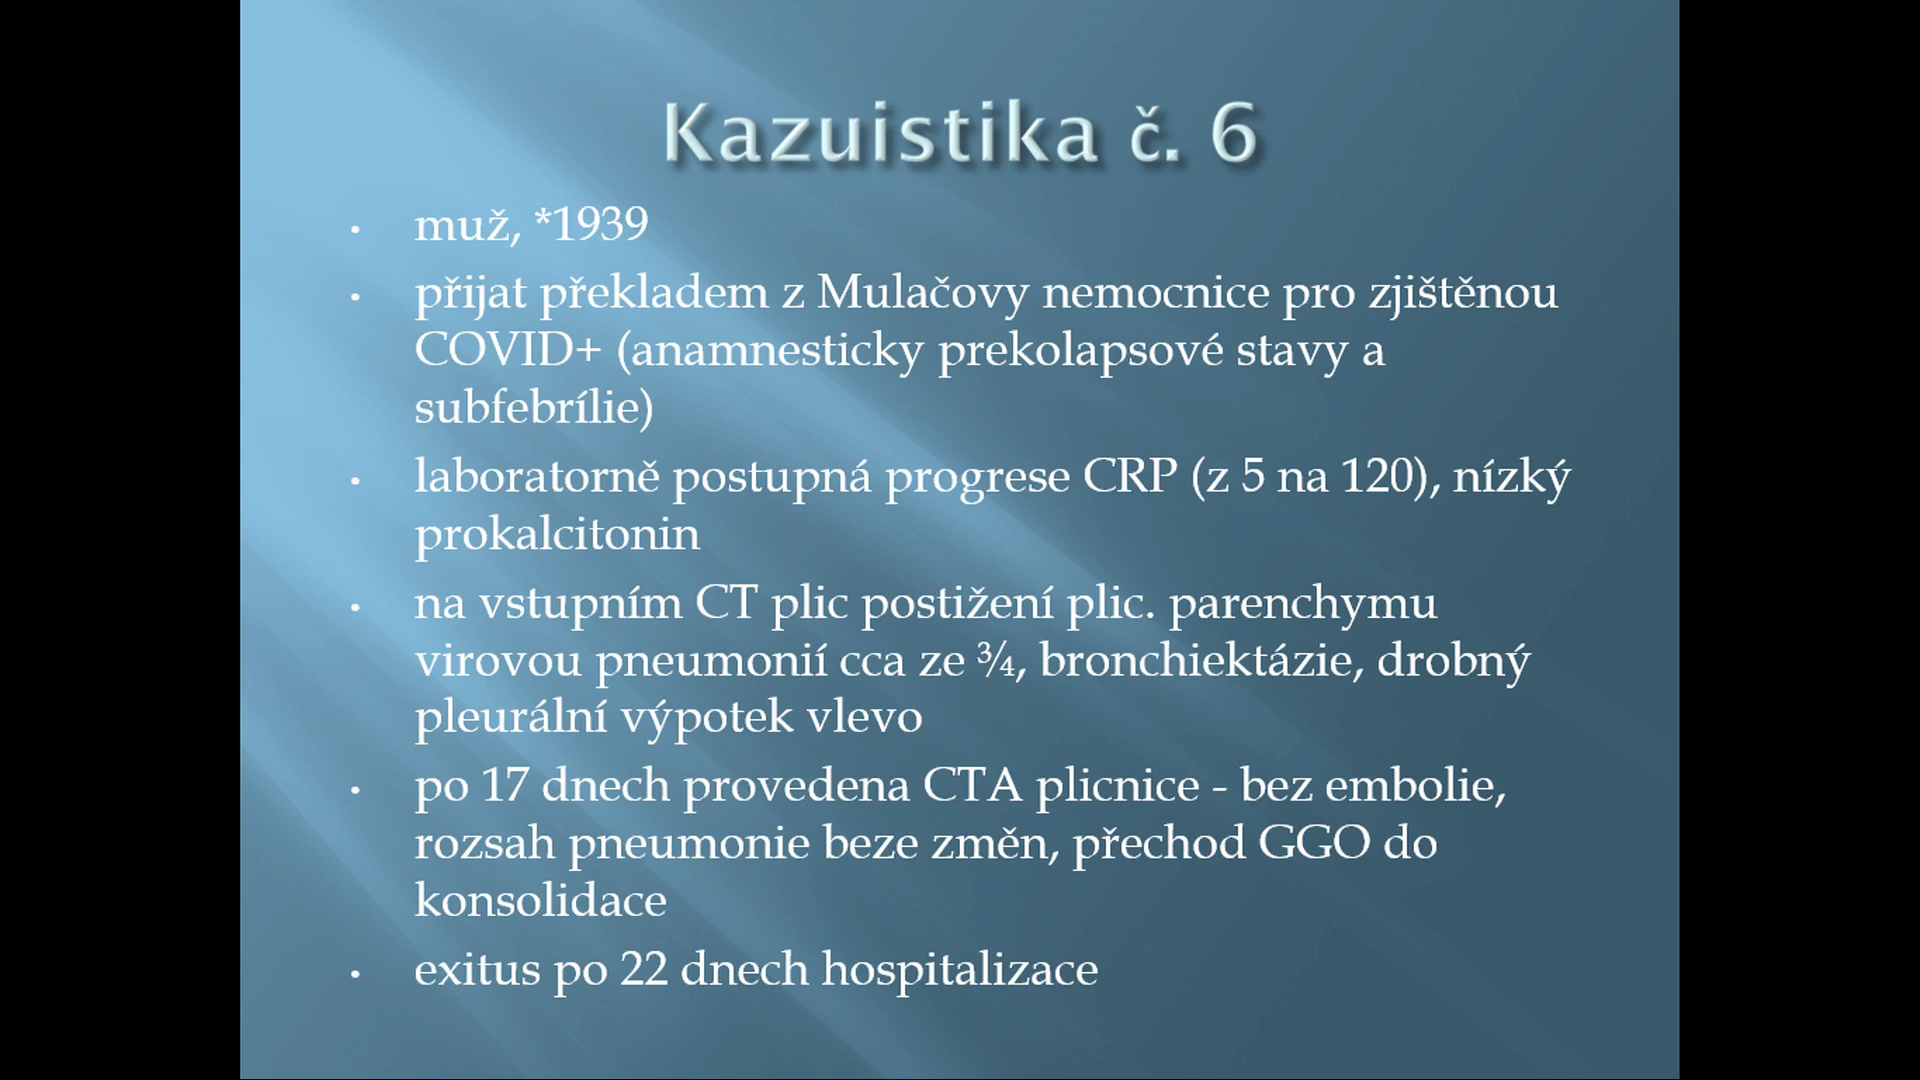 Kazuistika č. 6
• muž, *1939
• přijat překladem z Mulačovy nemocnice pro zjištěnou
COVID+ (anamnesticky prekolapsové stavy a
subfebrílie)
• laboratorně postupná progrese CRP (z 5 na 120), nízký
prokalcitonin
• na vstupním CT plic postižení plic. parenchymu
virovou pneumonií cca ze ¾, bronchiektázie, drobný
pleurální výpotek vlevo
• po 17 dnech provedena CTA plicnice - bez embolie,
rozsah pneumonie beze změn, přechod GGO do
konsolidace
• exitus po 22 dnech hospitalizace